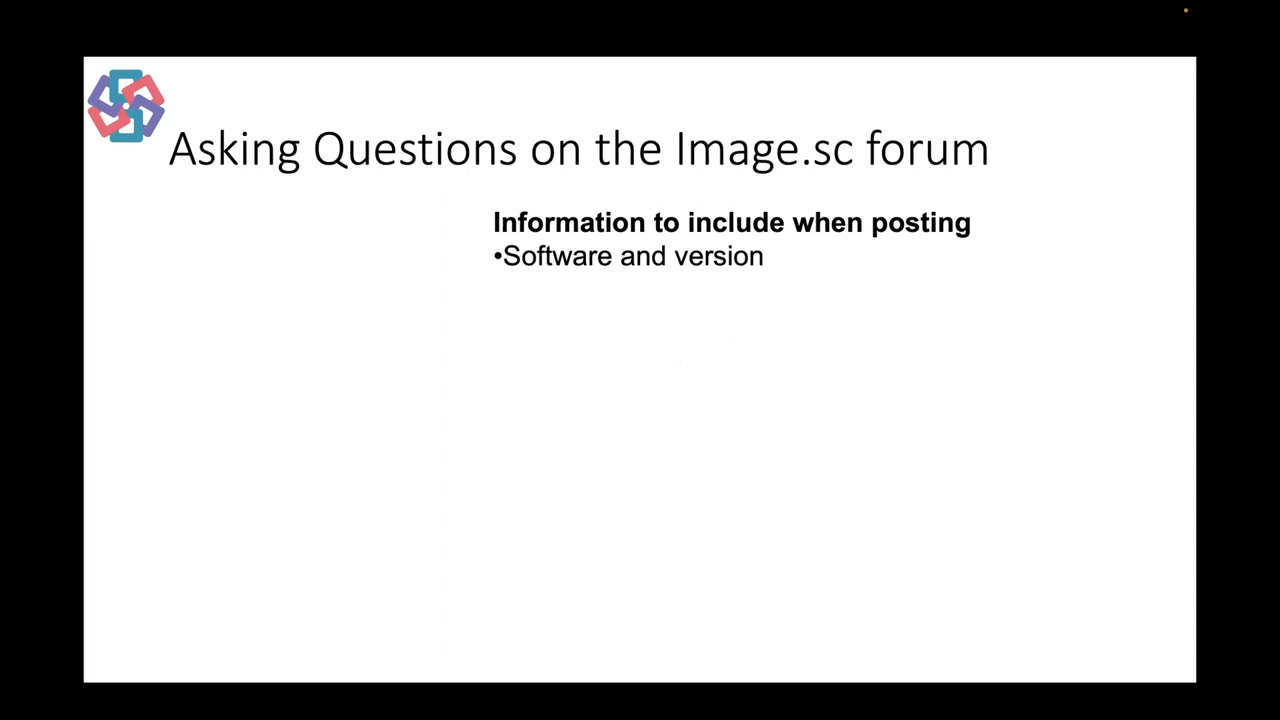 Asking Questions on the Image.sc forum
Information to include when posting
•Software and version